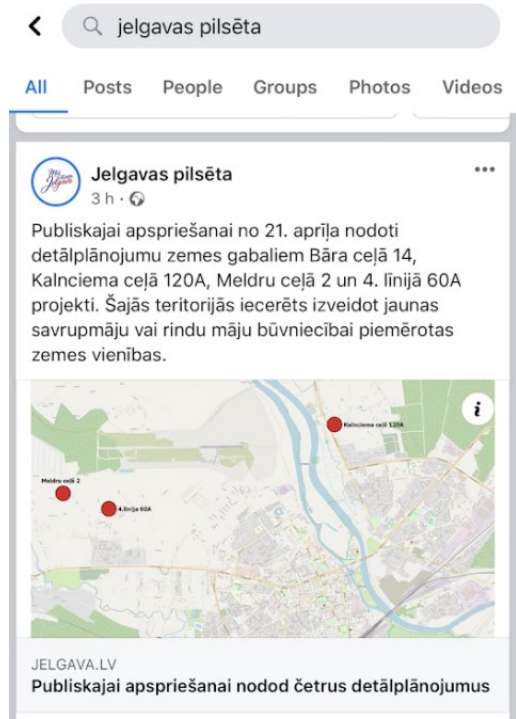 jelgavas pilsēta
All Posts People Groups Photos Videos
Jelgavas pilsēta
3 h
Publiskajai apspriešanai no 21. aprīļa nodoti
detālplānojumu zemes gabaliem Bāra ceļā 14,
Kalnciema ceļā 120A, Meldru ceļā 2 un 4. līnijā 60A
projekti. Šajās teritorijās iecerēts izveidot jaunas
savrupmāju vai rindu māju būvniecībai piemērotas
zemes vienības.
Kalnciema ceļš 120A
Meldru ceļš 2
4.līnija 60A
JELGAVA.LV
Publiskajai apspriešanai nodod četrus detālplānojumus